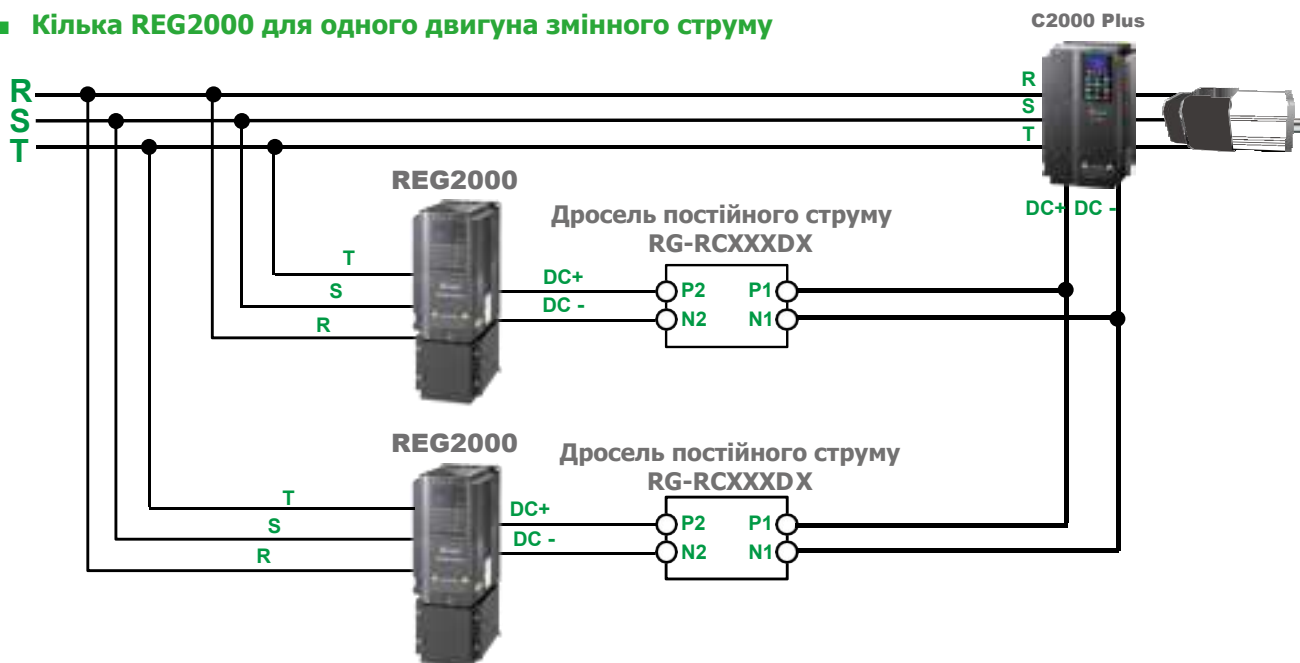 Кілька REG2000 для одного двигуна змінного струму
C2000 Plus
R
S
T
R
S
T
DC+ DC -
REG2000
Дросель постійного струму
RG-RCXXXDX
T
S
R
DC+
DC -
P2 P1
N2 N1
REG2000
Дросель постійного струму
RG-RCXXXDX
T
S
R
DC+
DC -
P2 P1
N2 N1